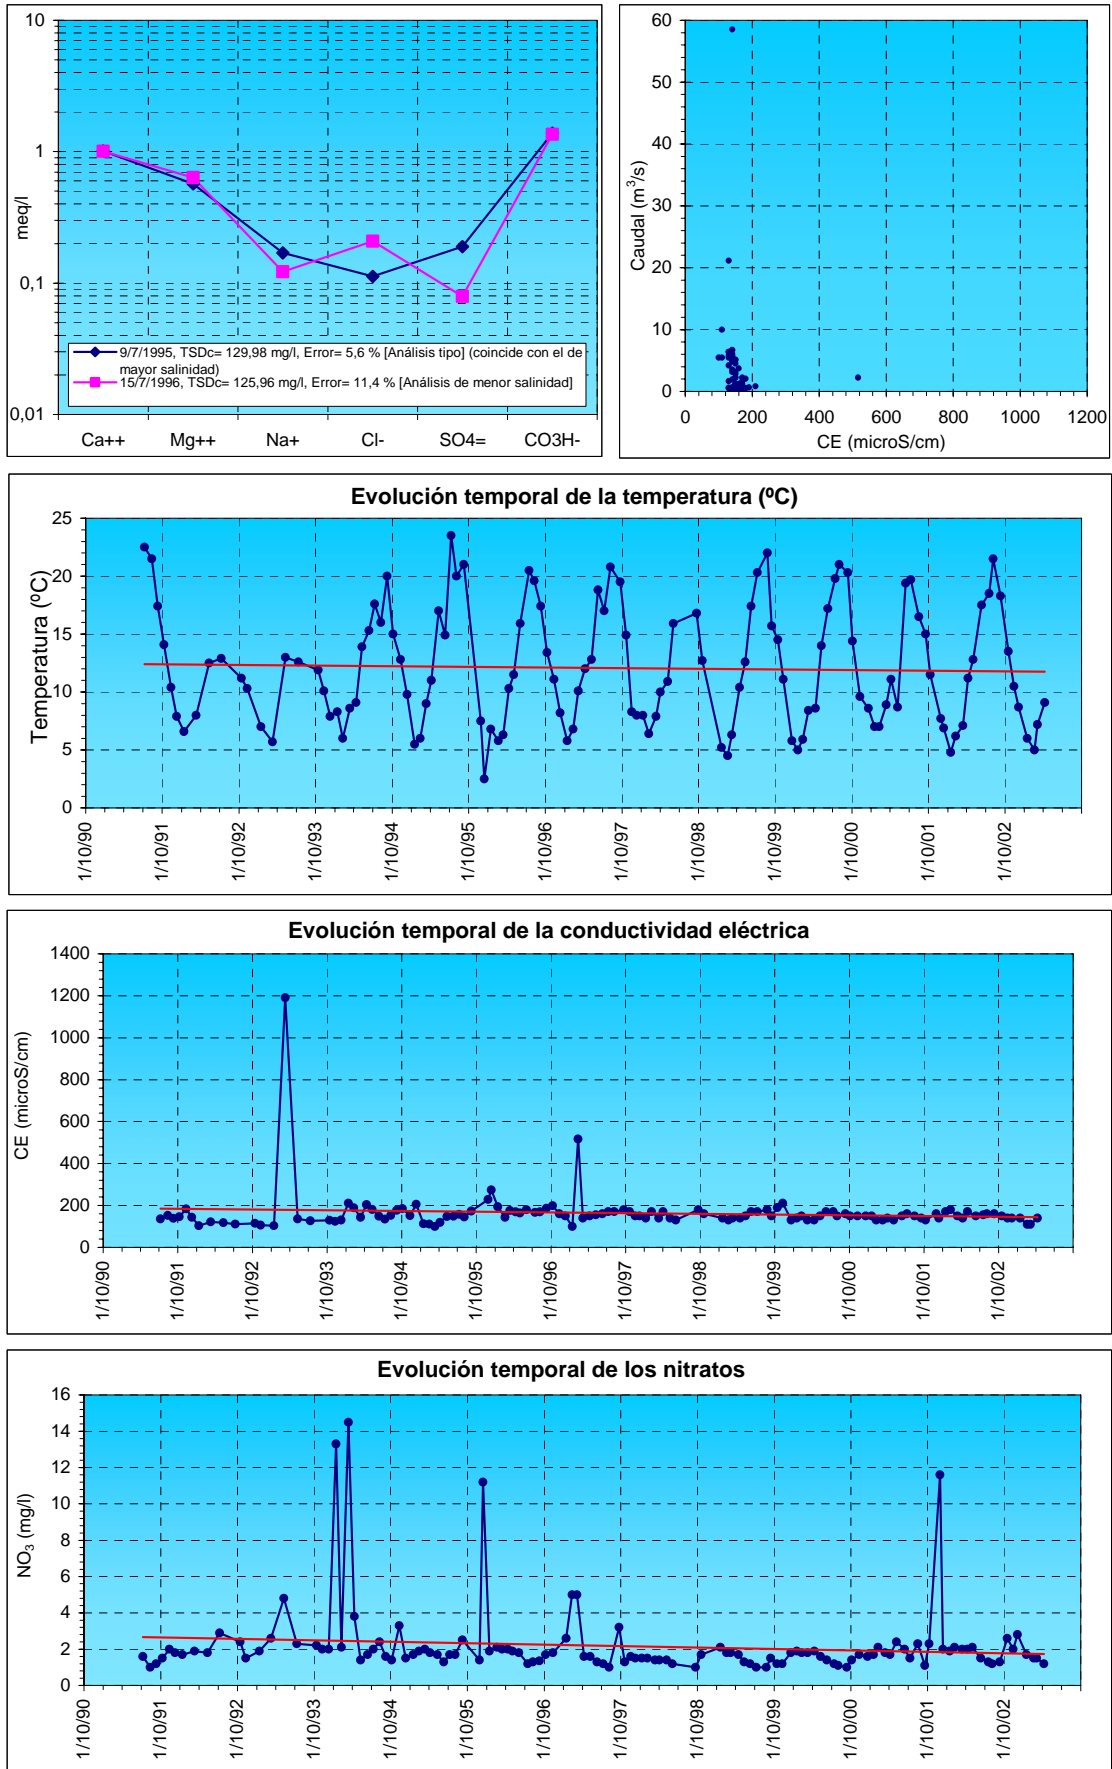 10
1
0,1
0,01
meq/l
9/7/1995, TSDc= 129,98 mg/l, Error= 5,6 % [Análisis tipo] (coincide con el de
mayor salinidad)
15/7/1996, TSDc= 125,96 mg/l, Error= 11,4 % [Análisis de menor salinidad]
Ca++ Mg++ Na+ Cl- SO4= CO3H-
60
50
40
30
20
10
0
Caudal (m³/s)
0 200 400 600 800 1000 1200
CE (microS/cm)
Evolución temporal de la temperatura (ºC)
25
20
15
10
5
0
Temperatura (ºC)
1/10/90 1/10/91 1/10/92 1/10/93 1/10/94 1/10/95 1/10/96 1/10/97 1/10/98 1/10/99 1/10/00 1/10/01 1/10/02
Evolución temporal de la conductividad eléctrica
1400
1200
1000
800
600
400
200
0
CE (microS/cm)
1/10/90 1/10/91 1/10/92 1/10/93 1/10/94 1/10/95 1/10/96 1/10/97 1/10/98 1/10/99 1/10/00 1/10/01 1/10/02
Evolución temporal de los nitratos
16
14
12
10
8
6
4
2
0
NO₃ (mg/l)
1/10/90 1/10/91 1/10/92 1/10/93 1/10/94 1/10/95 1/10/96 1/10/97 1/10/98 1/10/99 1/10/00 1/10/01 1/10/02